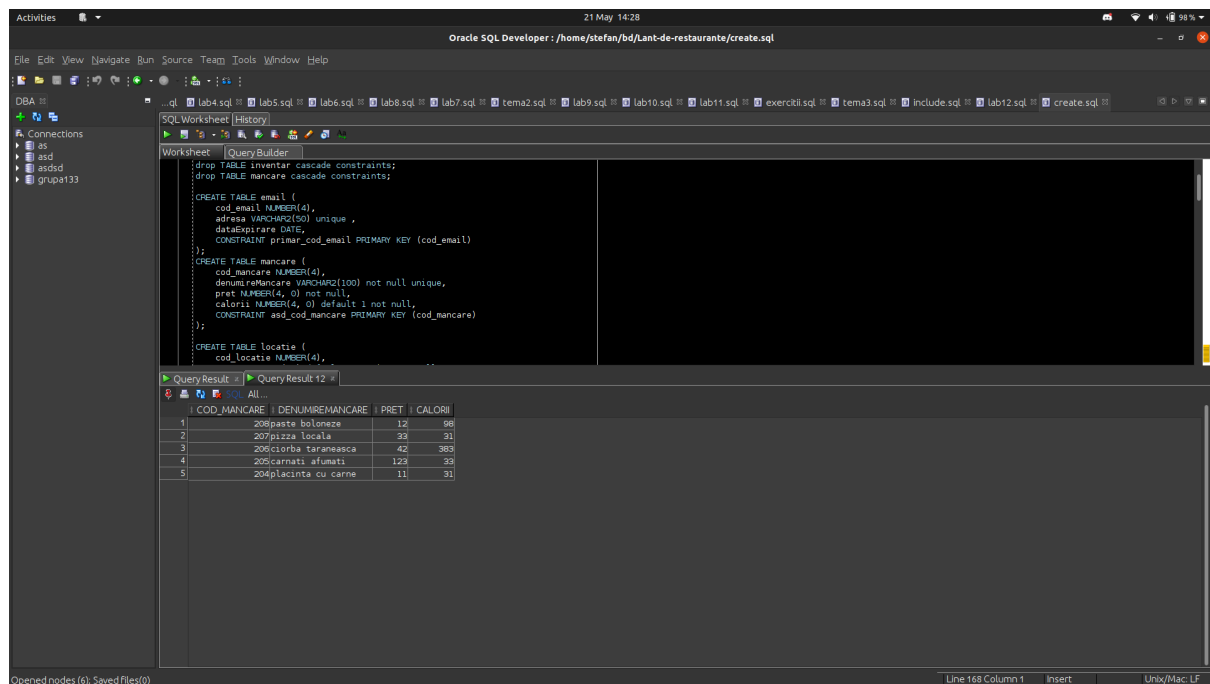 Activities 21 May 14:28 98 %
Oracle SQL Developer : /home/stefan/bd/Lant-de-restaurante/create.sql
File Edit View Navigate Run Source Team Tools Window Help
DBA ...ql lab4.sql lab5.sql lab6.sql lab8.sql lab7.sql tema2.sql lab9.sql lab10.sql lab11.sql exercitii.sql tema3.sql include.sql lab12.sql create.sql
Connections
as
asd
asdsd
grupa133
SQL Worksheet History
Worksheet Query Builder
drop TABLE inventar cascade constraints;
drop TABLE mancare cascade constraints;
CREATE TABLE email (
cod_email NUMBER(4),
adresa VARCHAR2(50) unique ,
dataExpirare DATE,
CONSTRAINT primar_cod_email PRIMARY KEY (cod_email)
);
CREATE TABLE mancare (
cod_mancare NUMBER(4),
denumireMancare VARCHAR2(100) not null unique,
pret NUMBER(4, 0) not null,
calorii NUMBER(4, 0) default 1 not null,
CONSTRAINT asd_cod_mancare PRIMARY KEY (cod_mancare)
);
CREATE TABLE locatie (
cod_locatie NUMBER(4),
Query Result Query Result 12
SQL All...
COD_MANCARE DENUMIREMANCARE PRET CALORII
1 208 paste boloneze 12 98
2 207 pizza locala 33 31
3 206 ciorba taraneasca 42 383
4 205 carnati afumati 123 33
5 204 placinta cu carne 11 31
Opened nodes (6); Saved files(0) Line 168 Column 1 Insert Unix/Mac: LF